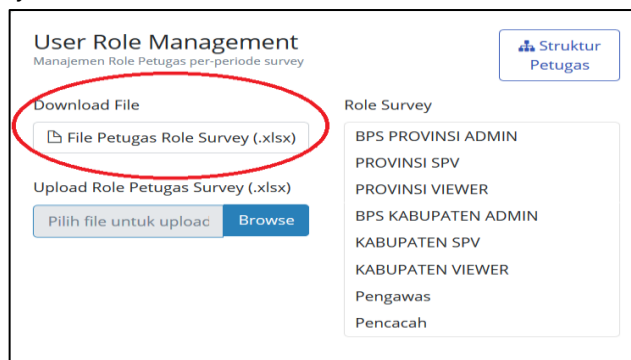 User Role Management
Manajemen Role Petugas per-periode survey
Struktur
Petugas
Download File
File Petugas Role Survey (.xlsx)
Upload Role Petugas Survey (.xlsx)
Pilih file untuk upload Browse
Role Survey
BPS PROVINSI ADMIN
PROVINSI SPV
PROVINSI VIEWER
BPS KABUPATEN ADMIN
KABUPATEN SPV
KABUPATEN VIEWER
Pengawas
Pencacah